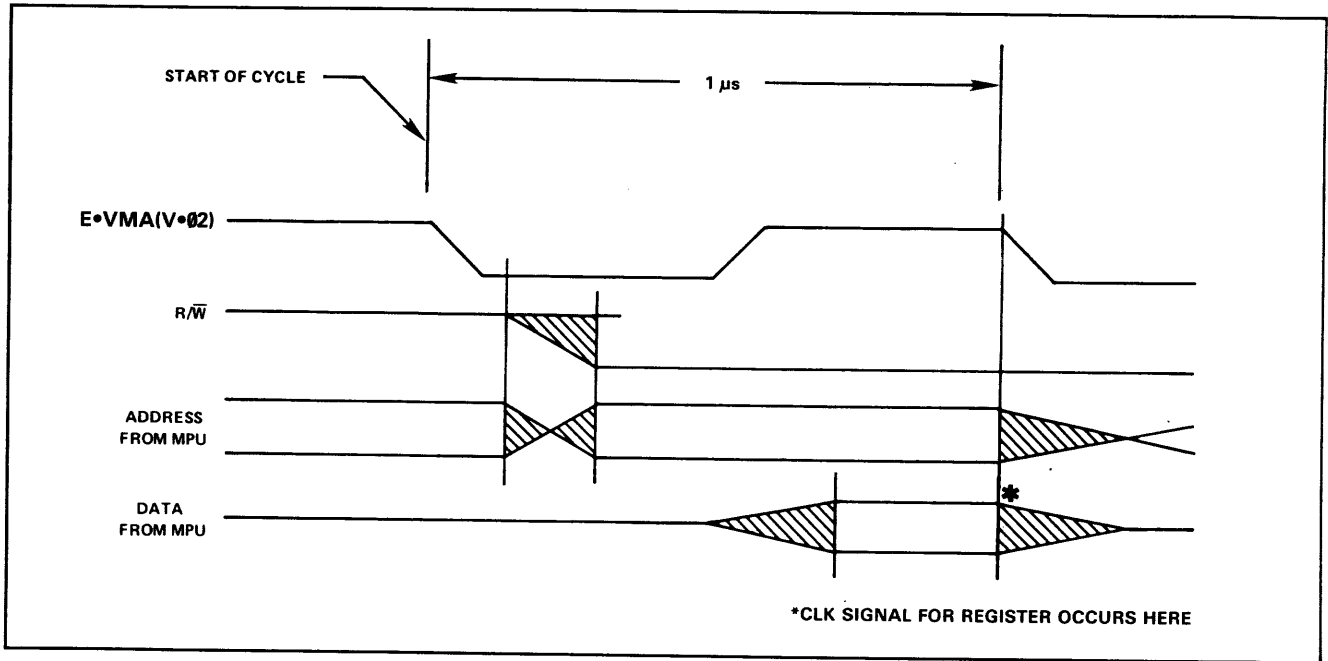 START OF CYCLE
1 µs
E•VMA(V•Ø2)
R/W̅
ADDRESS
FROM MPU
DATA
FROM MPU
*
*CLK SIGNAL FOR REGISTER OCCURS HERE